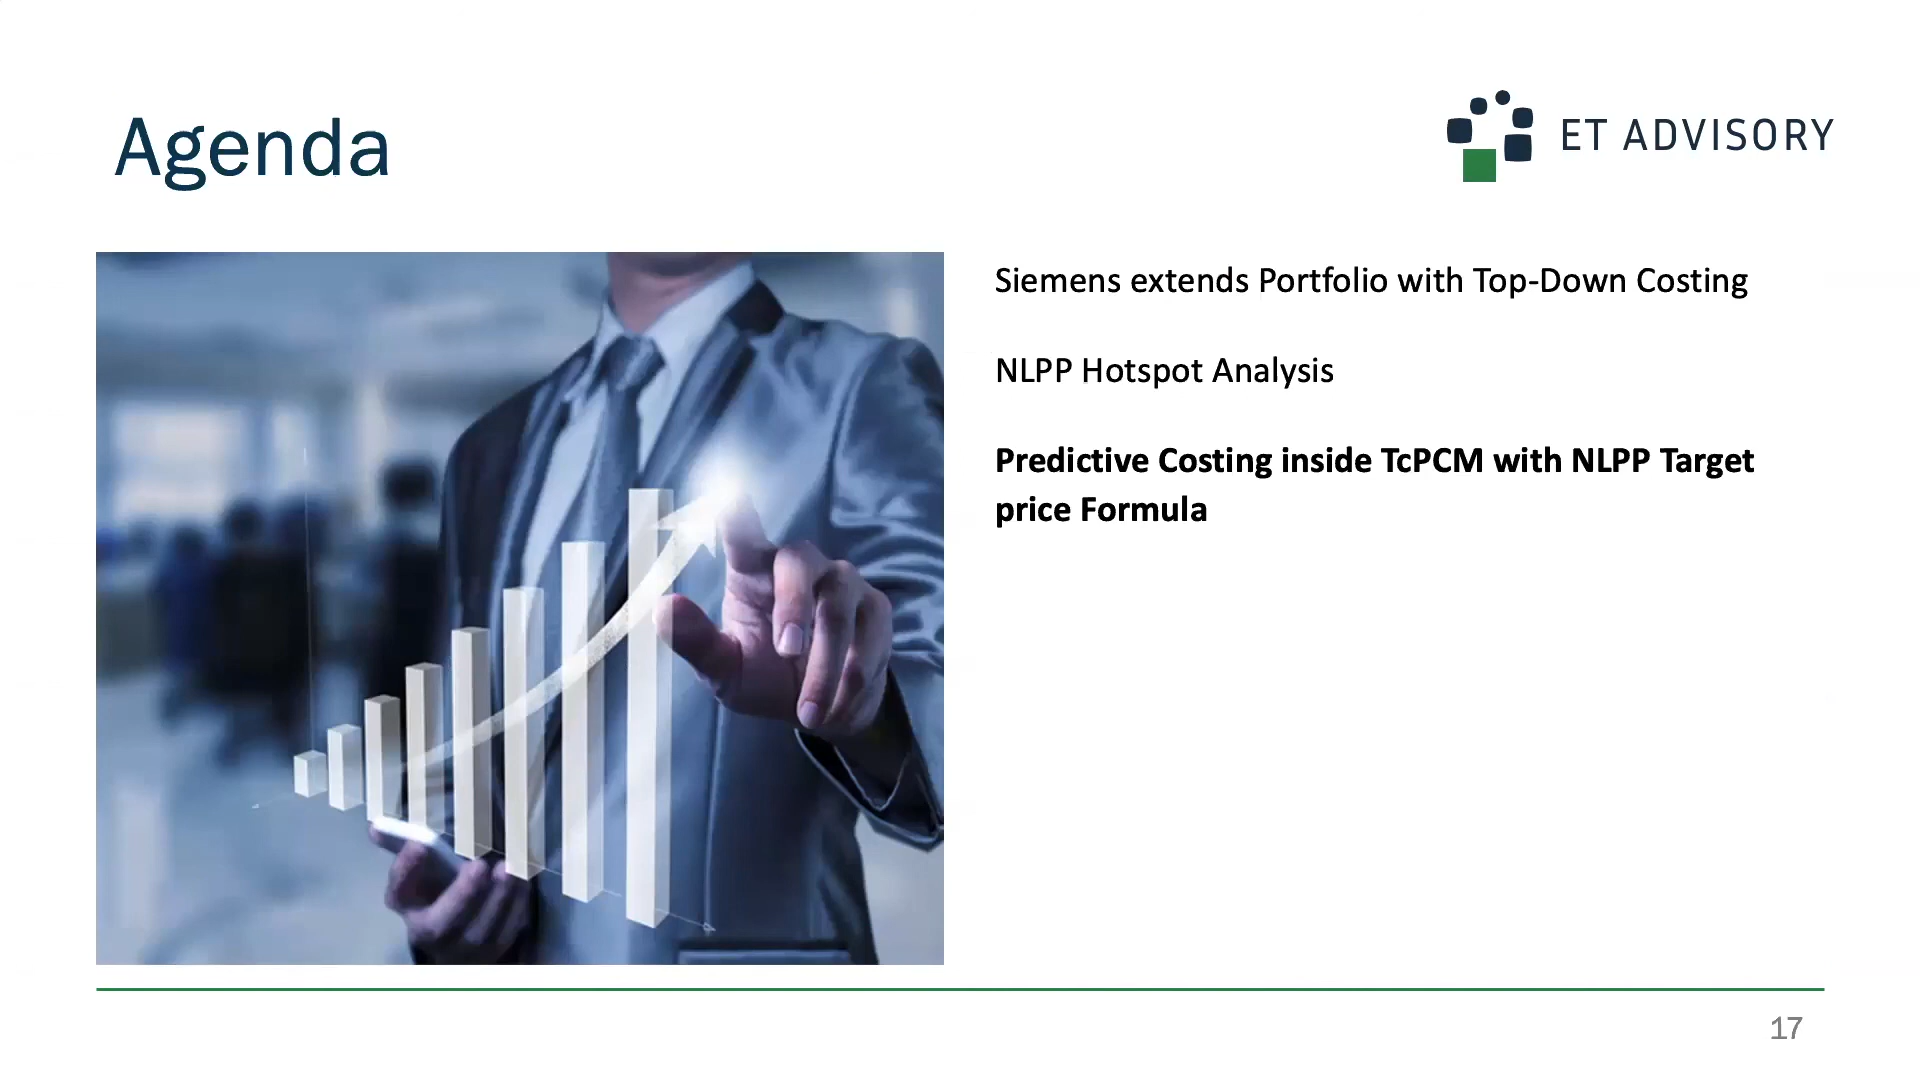 Agenda
ET ADVISORY
Siemens extends Portfolio with Top-Down Costing
NLPP Hotspot Analysis
Predictive Costing inside TcPCM with NLPP Target
price Formula
17